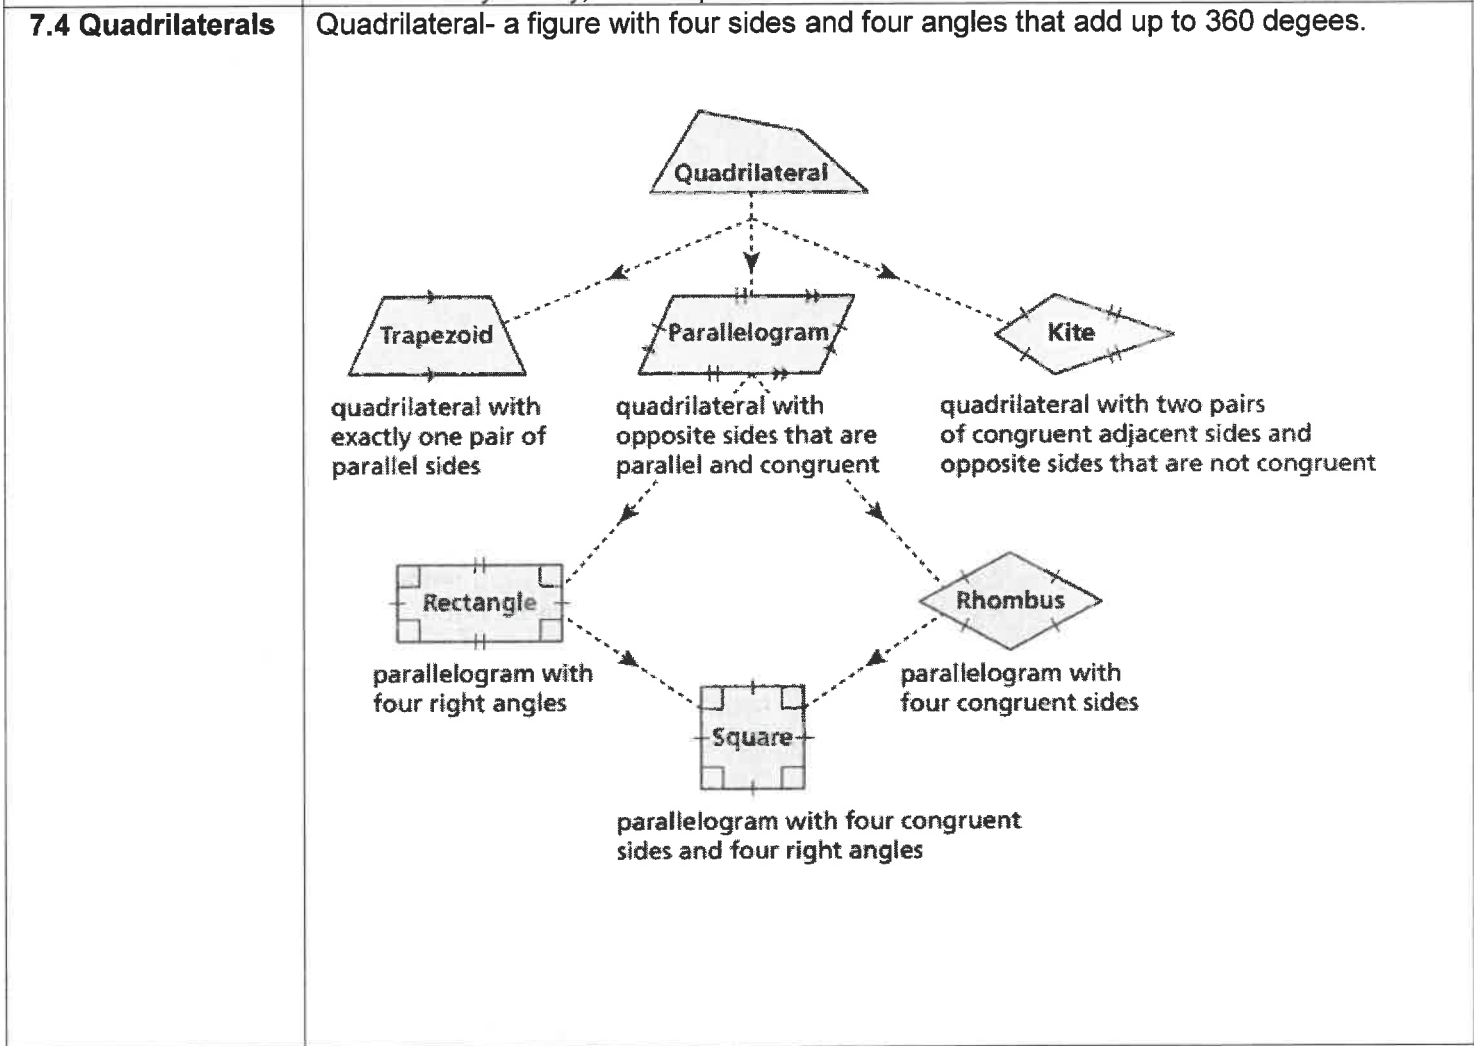 7.4 Quadrilaterals
Quadrilateral- a figure with four sides and four angles that add up to 360 degees.
Quadrilateral
Trapezoid
Parallelogram
Kite
quadrilateral with
exactly one pair of
parallel sides
quadrilateral with
opposite sides that are
parallel and congruent
quadrilateral with two pairs
of congruent adjacent sides and
opposite sides that are not congruent
Rectangle
Rhombus
parallelogram with
four right angles
parallelogram with
four congruent sides
Square
parallelogram with four congruent
sides and four right angles